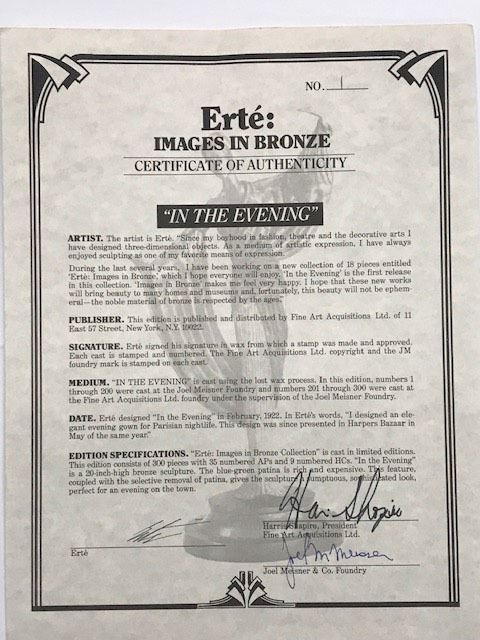 NO. 1
Erté:
IMAGES IN BRONZE
CERTIFICATE OF AUTHENTICITY
"IN THE EVENING"
ARTIST. The artist is Erté. "Since my boyhood in fashion, theatre and the decorative arts I
have designed three-dimensional objects. As a medium of artistic expression, I have always
enjoyed sculpting as one of my favorite means of expression.
During the last several years, I have been working on a new collection of 18 pieces entitled
'Erté: Images in Bronze', which I hope everyone will enjoy. 'In the Evening' is the first release
in this collection. 'Images in Bronze' makes me feel very happy. I hope that these new works
will bring beauty to many homes and museums and, fortunately, this beauty will not be ephem-
eral—the noble material of bronze is respected by the ages."
PUBLISHER. This edition is published and distributed by Fine Art Acquisitions Ltd. of 11
East 57 Street, New York, N.Y. 10022.
SIGNATURE. Erté signed his signature in wax from which a stamp was made and approved.
Each cast is stamped and numbered. The Fine Art Acquisitions Ltd. copyright and the JM
foundry mark is stamped on each cast.
MEDIUM. "IN THE EVENING" is cast using the lost wax process. In this edition, numbers 1
through 200 were cast at the Joel Meisner Foundry and numbers 201 through 300 were cast at
the Fine Art Acquisitions Ltd. foundry under the supervision of the Joel Meisner Foundry.
DATE. Erté designed "In the Evening" in February, 1922. In Erté's words, "I designed an ele-
gant evening gown for Parisian nightlife. This design was since presented in Harpers Bazaar in
May of the same year."
EDITION SPECIFICATIONS. "Erté: Images in Bronze Collection" is cast in limited editions.
This edition consists of 300 pieces with 35 numbered APs and 9 numbered HCs. "In the Evening"
is a 20-inch-high bronze sculpture. The blue-green patina is rich and expensive. This feature,
coupled with the selective removal of patina, gives the sculpture a sumptuous, sophisticated look,
perfect for an evening on the town.
Harris Shapiro, President
Fine Art Acquisitions Ltd.
Erté
Joel M Meisner
Joel Meisner & Co. Foundry